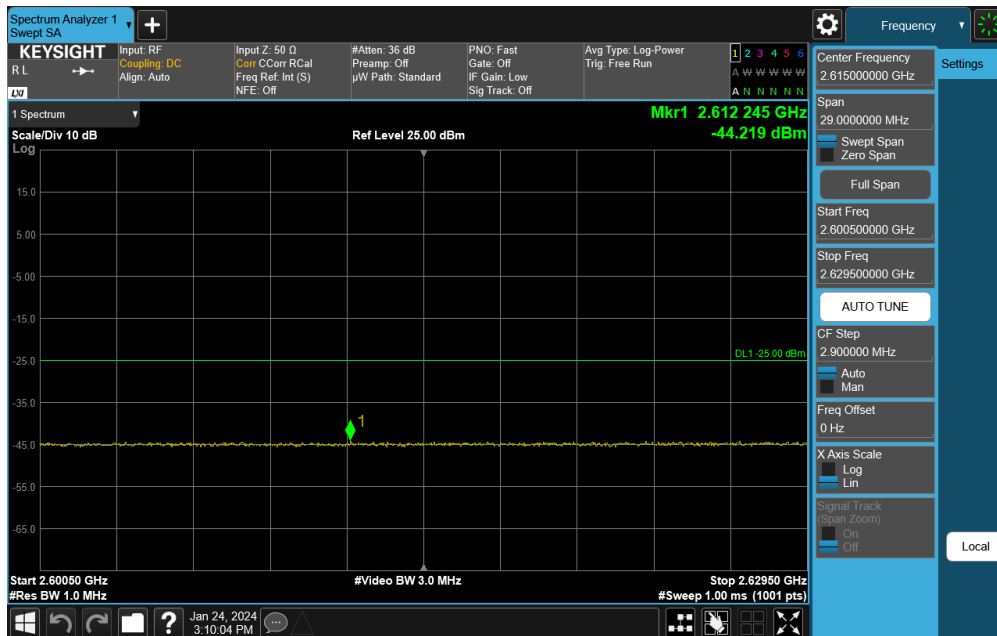 Spectrum Analyzer 1
Swept SA
+
Frequency
KEYSIGHT
RL
LXI
Input: RF
Coupling: DC
Align: Auto
Input Z: 50 Ω
Corr CCorr RCal
Freq Ref: Int (S)
NFE: Off
#Atten: 36 dB
Preamp: Off
µW Path: Standard
PNO: Fast
Gate: Off
IF Gain: Low
Sig Track: Off
Avg Type: Log-Power
Trig: Free Run
1 2 3 4 5 6
A W W W W W
A N N N N N
1 Spectrum
Scale/Div 10 dB
Log
Ref Level 25.00 dBm
Mkr1 2.612 245 GHz
-44.219 dBm
15.0
5.00
-5.00
-15.0
-25.0
-35.0
-45.0
-55.0
-65.0
DL1 -25.00 dBm
1
Start 2.60050 GHz
#Res BW 1.0 MHz
#Video BW 3.0 MHz
Stop 2.62950 GHz
#Sweep 1.00 ms (1001 pts)
Center Frequency
2.615000000 GHz
Span
29.0000000 MHz
Swept Span
Zero Span
Full Span
Start Freq
2.600500000 GHz
Stop Freq
2.629500000 GHz
AUTO TUNE
CF Step
2.900000 MHz
Auto
Man
Freq Offset
0 Hz
X Axis Scale
Log
Lin
Signal Track
(Span Zoom)
On
Off
Settings
Local
?
Jan 24, 2024
3:10:04 PM